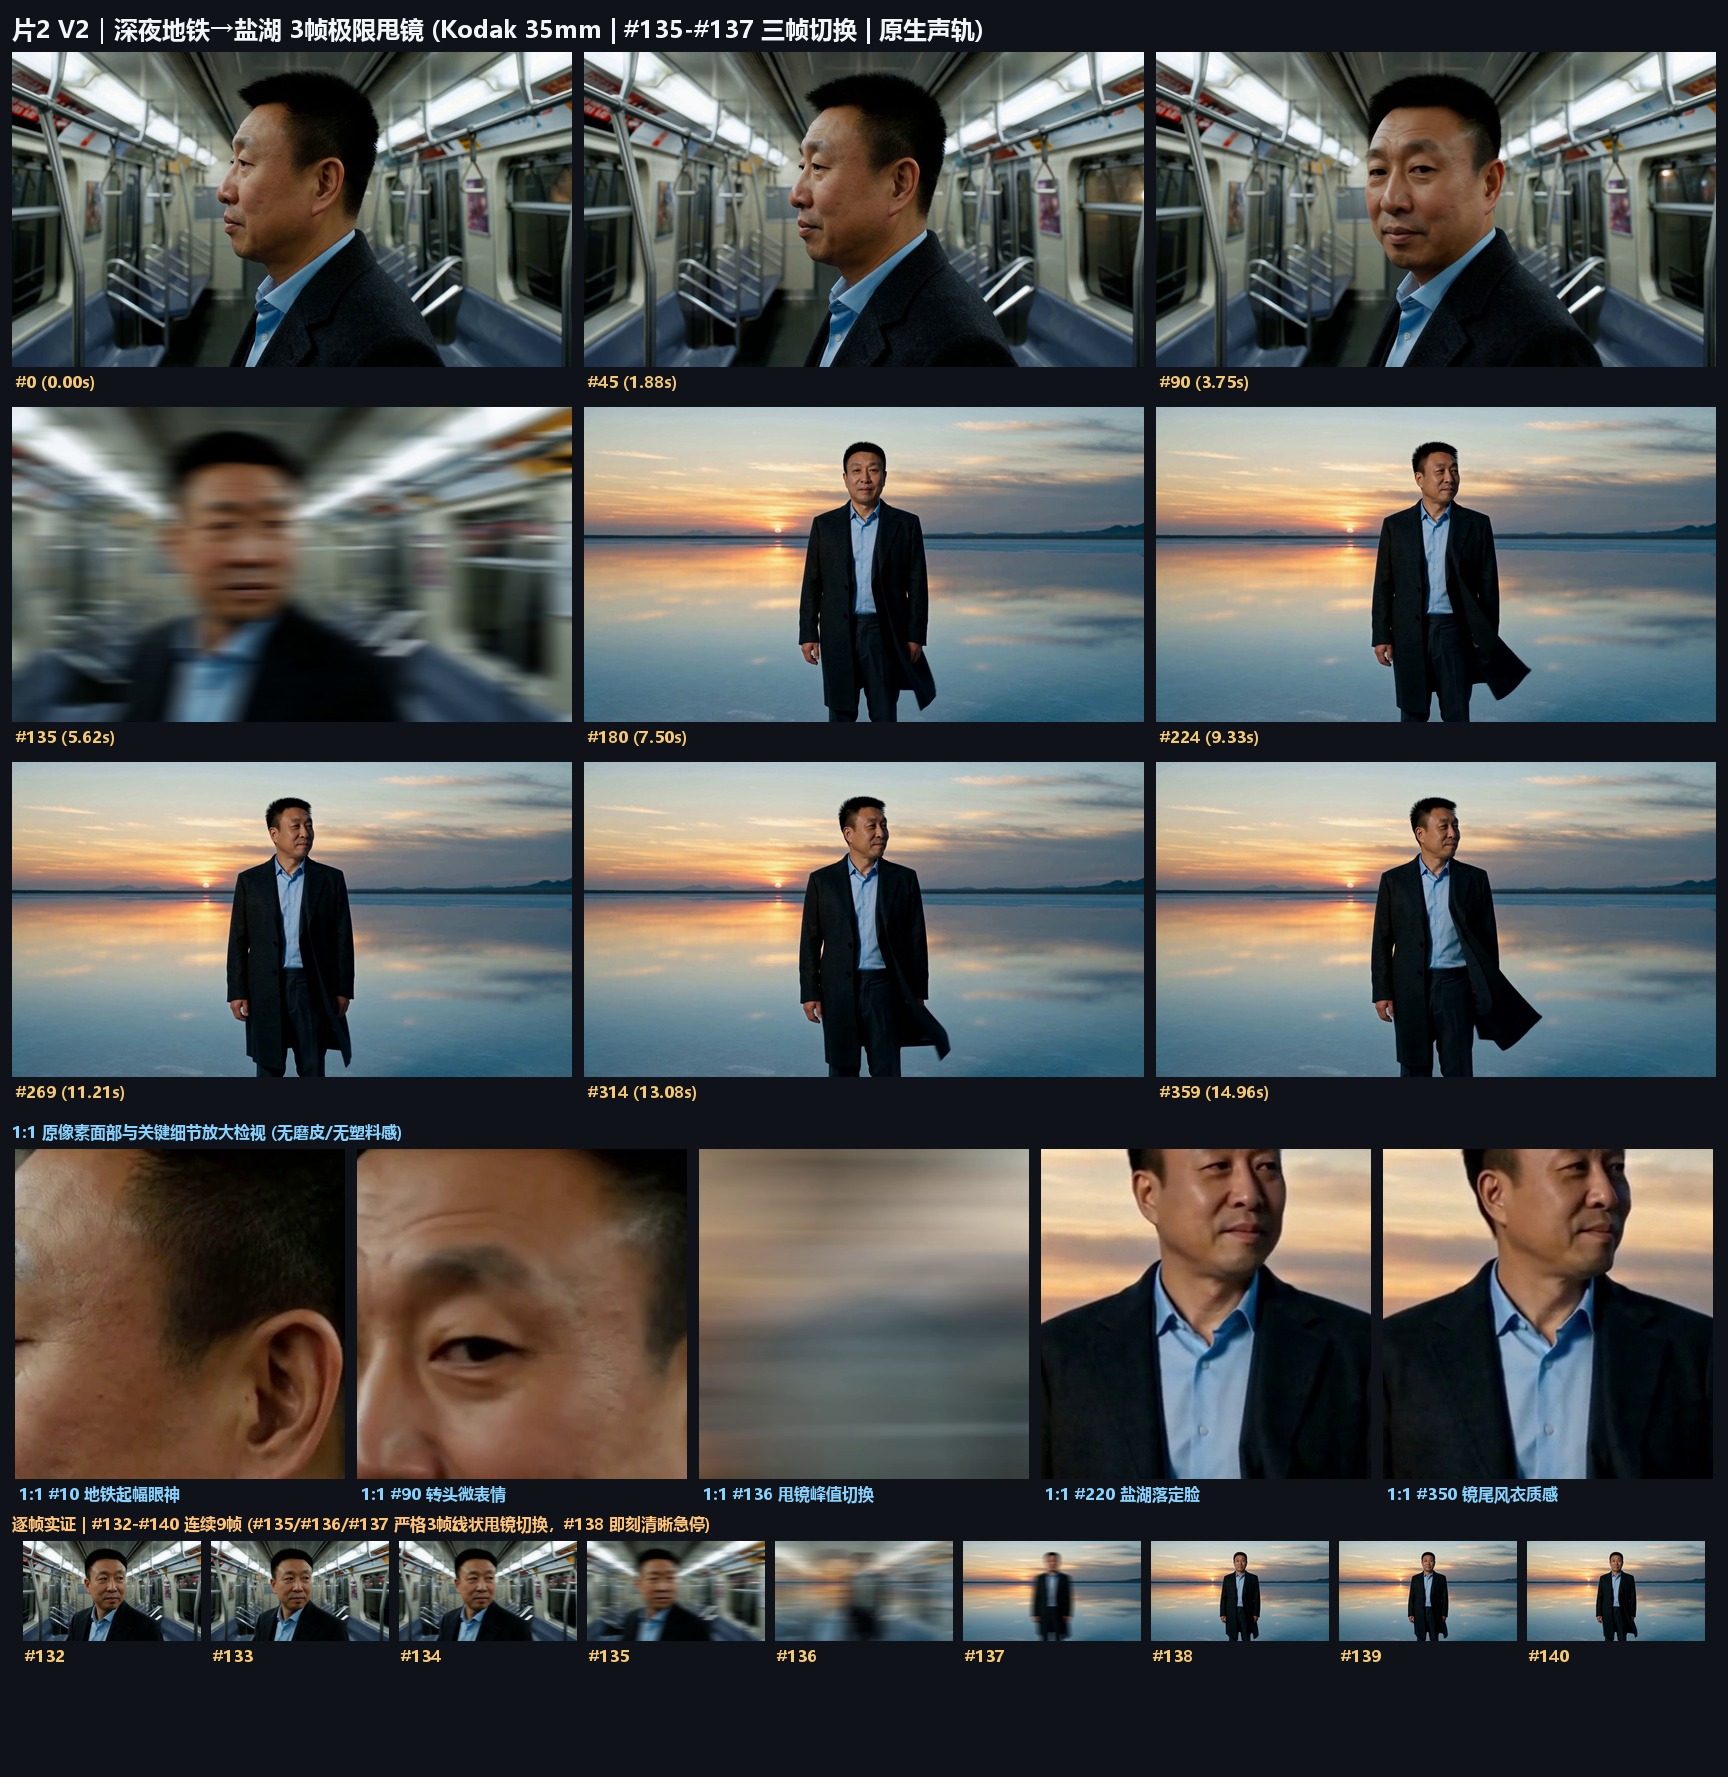 片2 V2｜深夜地铁→盐湖 3帧极限甩镜 (Kodak 35mm | #135-#137 三帧切换 | 原生声轨)
#0 (0.00s)
#45 (1.88s)
#90 (3.75s)
#135 (5.62s)
#180 (7.50s)
#224 (9.33s)
#269 (11.21s)
#314 (13.08s)
#359 (14.96s)
1:1 原像素面部与关键细节放大检视 (无磨皮/无塑料感)
1:1 #10 地铁起幅眼神
1:1 #90 转头微表情
1:1 #136 甩镜峰值切换
1:1 #220 盐湖落定脸
1:1 #350 镜尾风衣质感
逐帧实证 | #132-#140 连续9帧 (#135/#136/#137 严格3帧线状甩镜切换，#138 即刻清晰急停)
#132
#133
#134
#135
#136
#137
#138
#139
#140